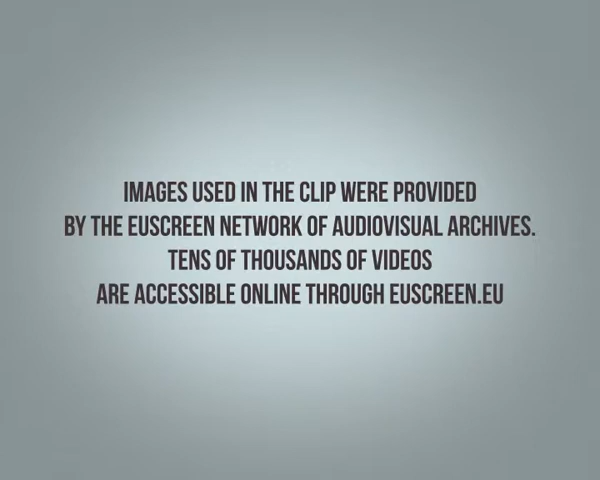 IMAGES USED IN THE CLIP WERE PROVIDED
BY THE EUSCREEN NETWORK OF AUDIOVISUAL ARCHIVES.
TENS OF THOUSANDS OF VIDEOS
ARE ACCESSIBLE ONLINE THROUGH EUSCREEN.EU